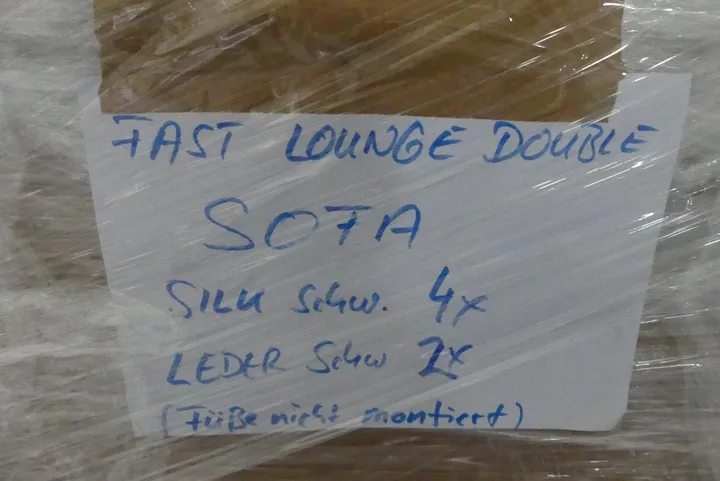 FAST LOUNGE DOUBLE
SOFA
SILK Schw. 4x
LEDER Schw 2x
(Füße nicht montiert)